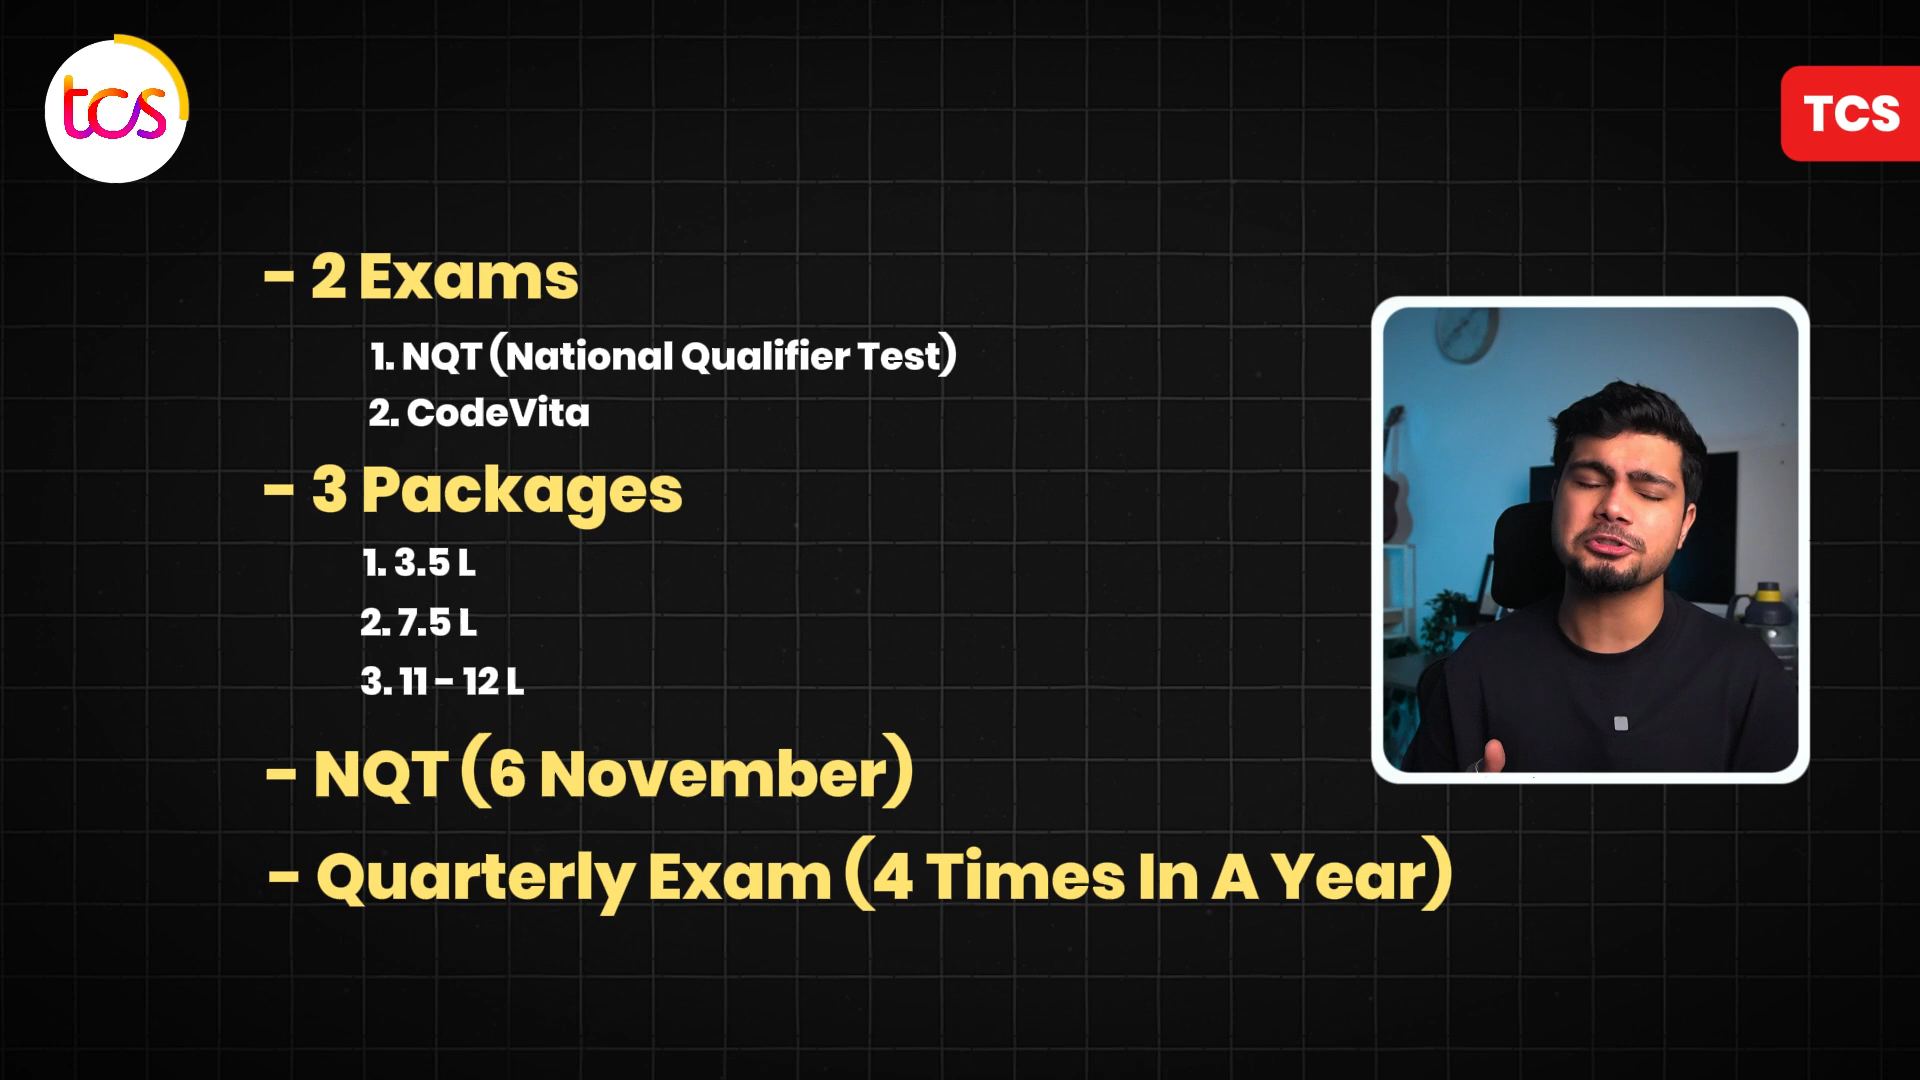 tcs
TCS
- 2 Exams
1. NQT (National Qualifier Test)
2. CodeVita
- 3 Packages
1. 3.5 L
2. 7.5 L
3. 11 - 12 L
- NQT (6 November)
- Quarterly Exam (4 Times In A Year)